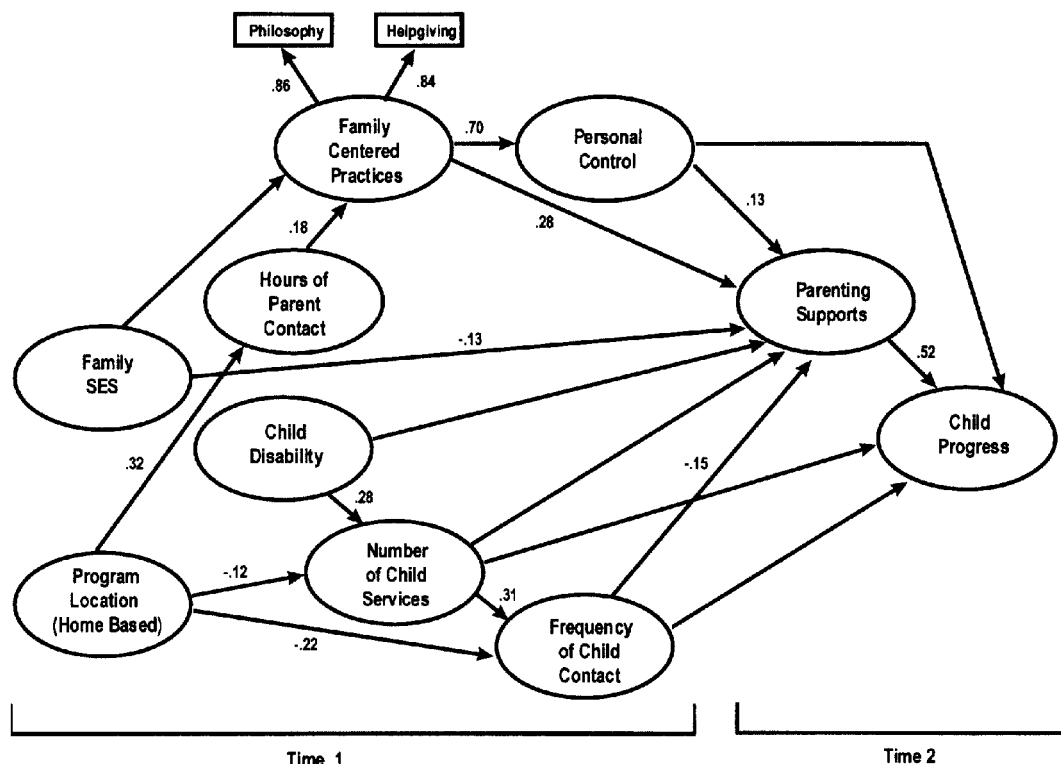 Philosophy
Helpgiving
.86
.84
Family
Centered
Practices
.70
Personal
Control
.18
.28
.13
Hours of
Parent
Contact
Parenting
Supports
Family
SES
-.13
.52
Child
Disability
Child
Progress
.32
-.15
.28
Program
Location
(Home Based)
-.12
Number
of Child
Services
.31
-.22
Frequency
of Child
Contact
Time 1
Time 2